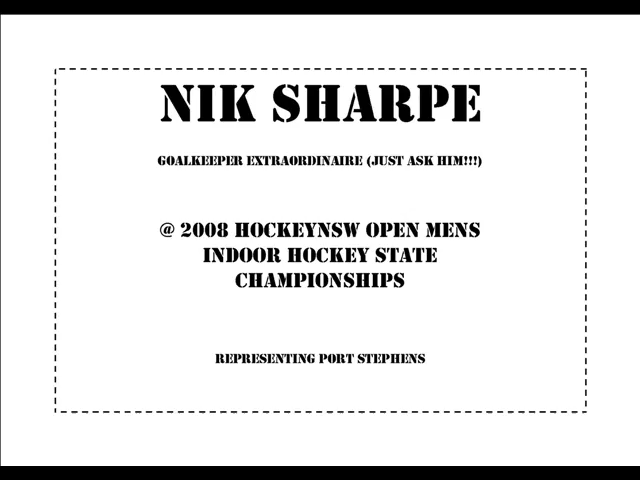 NIK SHARPE
GOALKEEPER EXTRAORDINAIRE (JUST ASK HIM!!!)
@ 2008 HOCKEYNSW OPEN MENS
INDOOR HOCKEY STATE
CHAMPIONSHIPS
REPRESENTING PORT STEPHENS